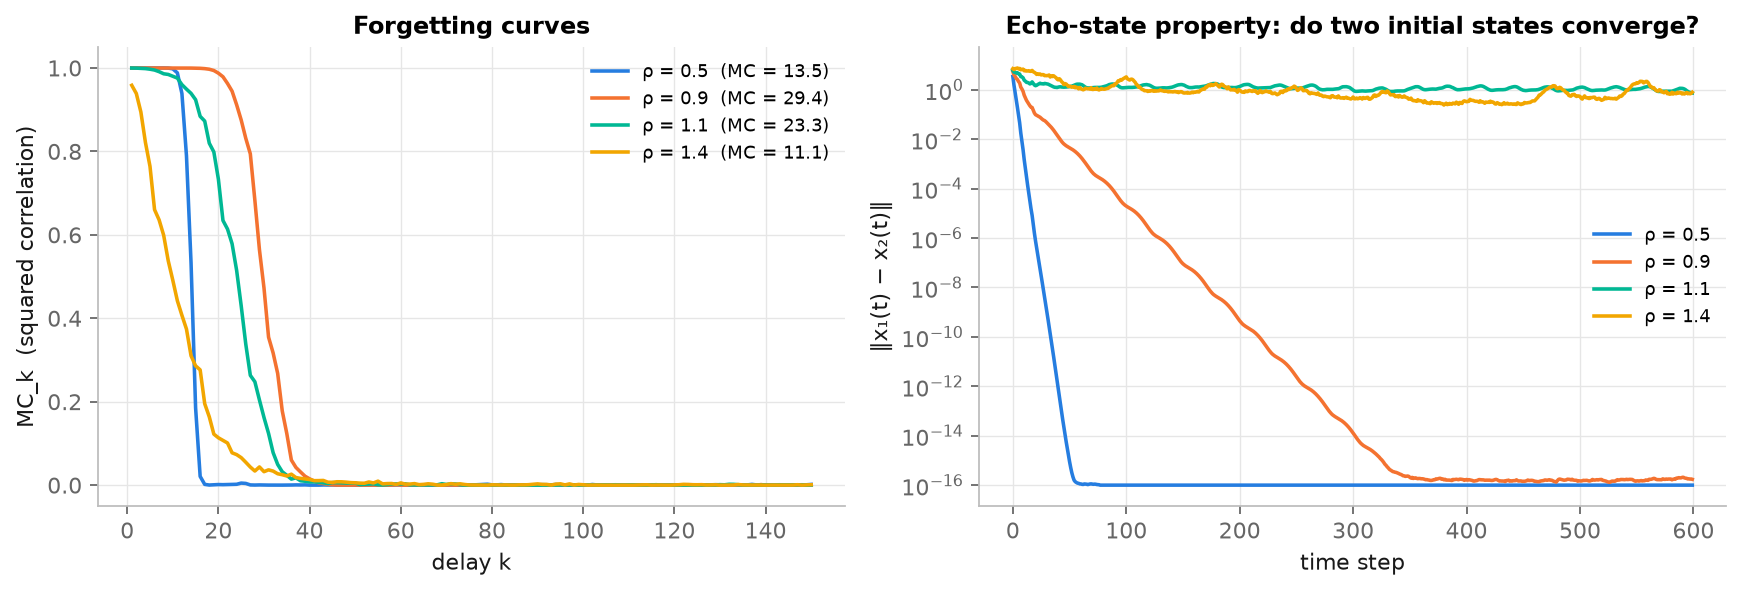 Forgetting curves
MC_k (squared correlation)
1.0
0.8
0.6
0.4
0.2
0.0
0 20 40 60 80 100 120 140
delay k
ρ = 0.5 (MC = 13.5)
ρ = 0.9 (MC = 29.4)
ρ = 1.1 (MC = 23.3)
ρ = 1.4 (MC = 11.1)
Echo-state property: do two initial states converge?
‖x₁(t) − x₂(t)‖
10⁰
10⁻²
10⁻⁴
10⁻⁶
10⁻⁸
10⁻¹⁰
10⁻¹²
10⁻¹⁴
10⁻¹⁶
0 100 200 300 400 500 600
time step
ρ = 0.5
ρ = 0.9
ρ = 1.1
ρ = 1.4